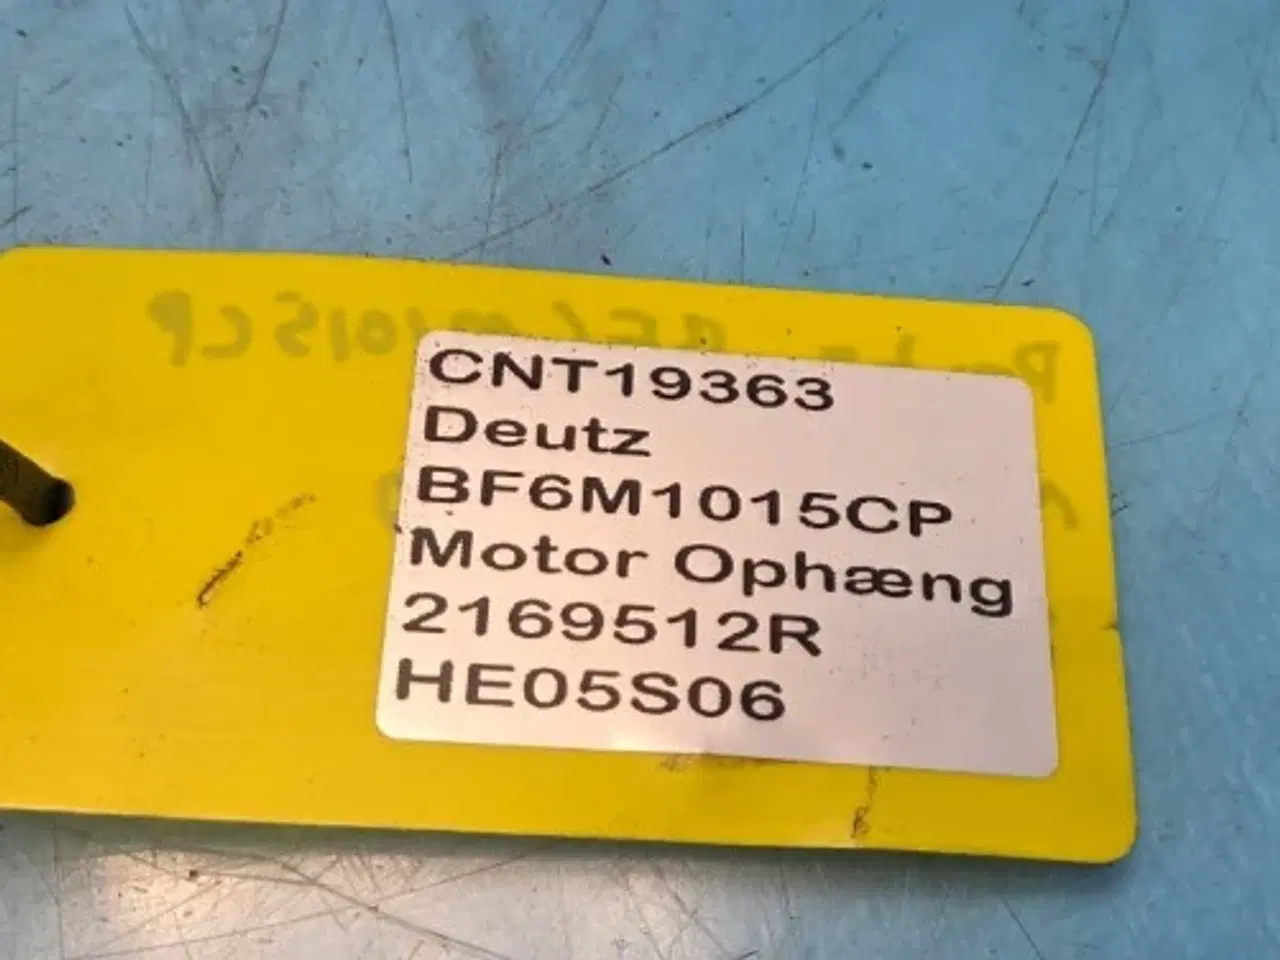 CNT19363
Deutz
BF6M1015CP
Motor Ophæng
2169512R
HE05S06